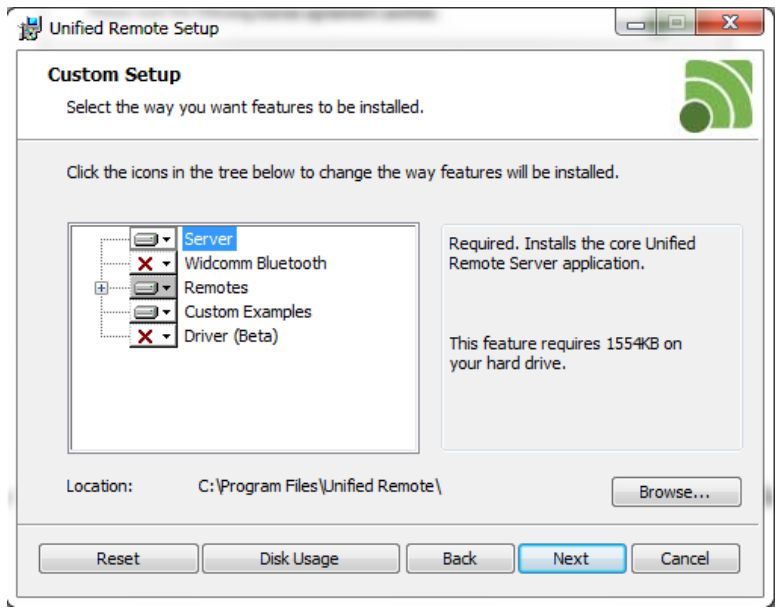 Unified Remote Setup
Custom Setup
Select the way you want features to be installed.
Click the icons in the tree below to change the way features will be installed.
Server
Widcomm Bluetooth
Remotes
Custom Examples
Driver (Beta)
Required. Installs the core Unified
Remote Server application.
This feature requires 1554KB on
your hard drive.
Location: C:\Program Files\Unified Remote\
Browse...
Reset Disk Usage Back Next Cancel